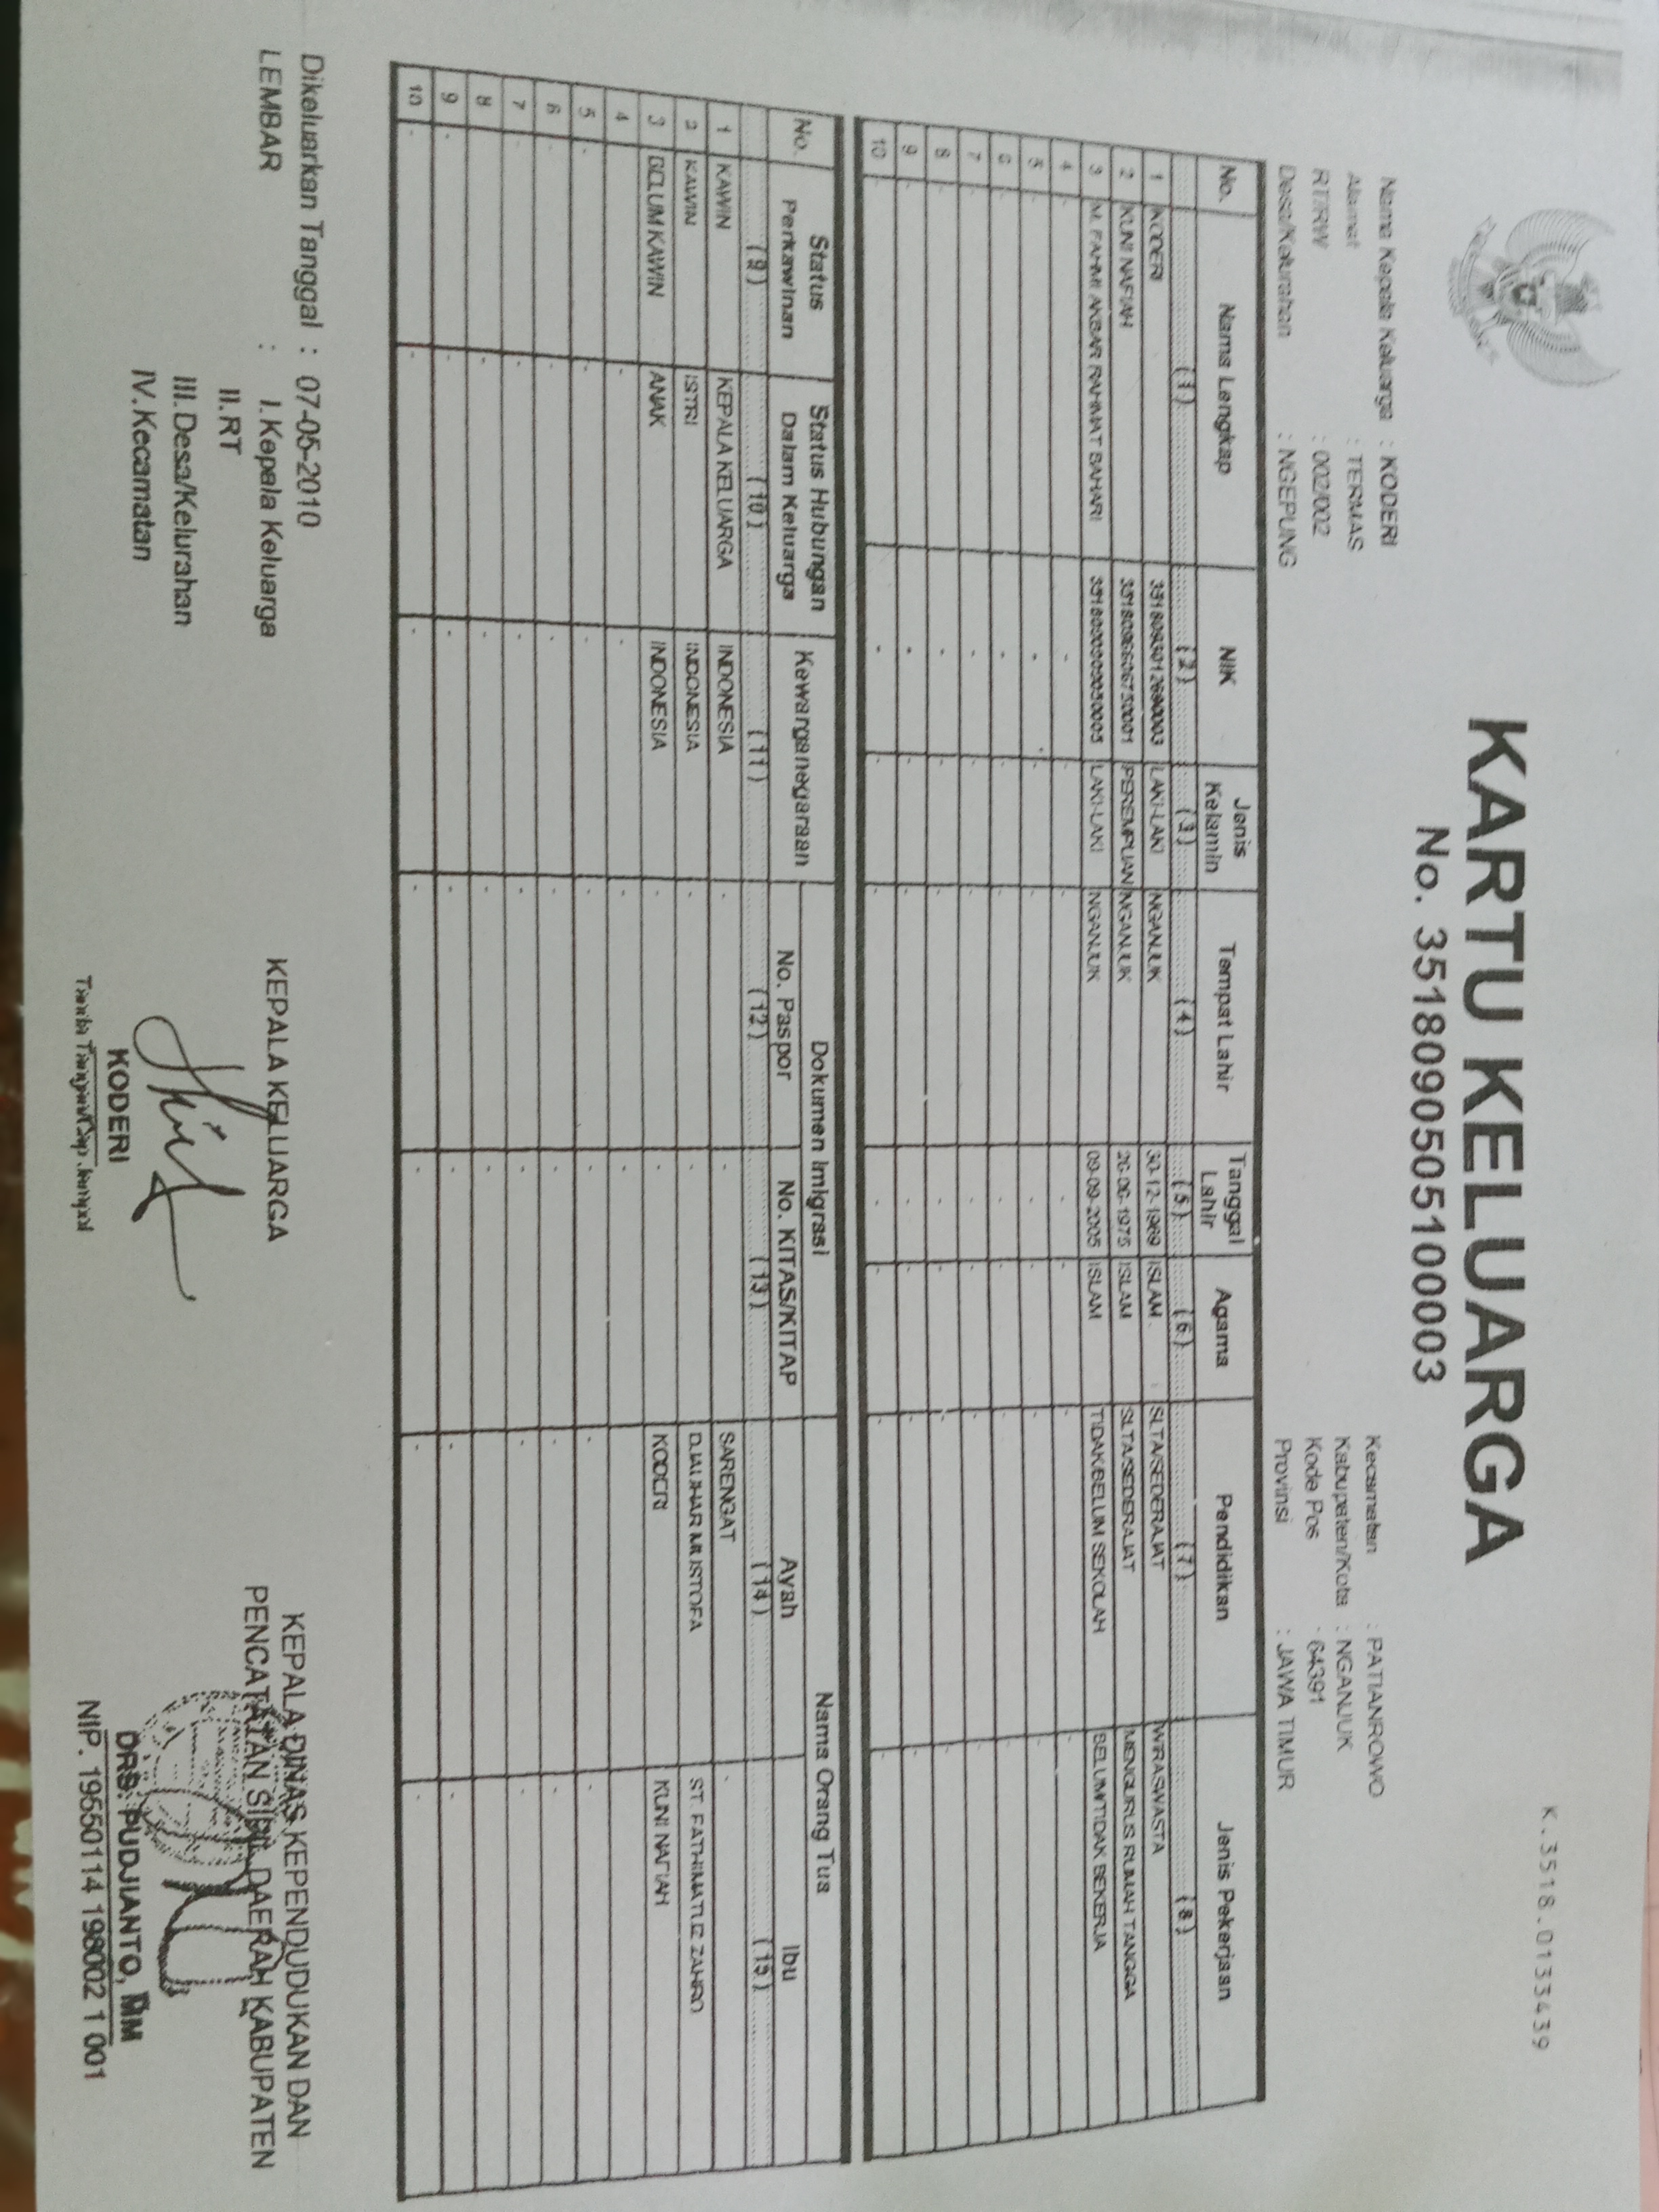 K.3518.0133439
KARTU KELUARGA
No. 3518090505100003
Nama Kepala Keluarga : KODERI
Alamat : TERMAS
RT/RW : 002/002
Desa/Kelurahan : NGEPUNG
Kecamatan : PATIANROWO
Kabupaten/Kota : NGANJUK
Kode Pos : 64391
Provinsi : JAWA TIMUR
No. Nama Lengkap NIK Jenis Kelamin Tempat Lahir Tanggal Lahir Agama Pendidikan Jenis Pekerjaan
(1) (2) (3) (4) (5) (6) (7) (8)
1 KODERI 3518093012690003 LAKI-LAKI NGANJUK 30-12-1969 ISLAM SLTA/SEDERAJAT WIRASWASTA
2 KUNI NAFIAH 3518096606750001 PEREMPUAN NGANJUK 26-06-1975 ISLAM SLTA/SEDERAJAT MENGURUS RUMAH TANGGA
3 M. FAHMI AKBAR RAHMAT BAHARI LAKI-LAKI NGANJUK 09-09-2005 ISLAM TIDAK/BELUM SEKOLAH BELUM/TIDAK BEKERJA
4 - - - - - - - -
5 - - - - - - - -
6 - - - - - - - -
7 - - - - - - - -
8 - - - - - - - -
9 - - - - - - - -
10 - - - - - - - -
No. Status Perkawinan Status Hubungan Dalam Keluarga Kewarganegaraan Dokumen Imigrasi Nama Orang Tua
No. Paspor No. KITAS/KITAP Ayah Ibu
(9) (10) (11) (12) (13) (14) (15)
1 KAWIN KEPALA KELUARGA INDONESIA - - SARENGAT -
2 KAWIN ISTRI INDONESIA - - DJAUHAR MUSTOFA ST. FATHIMATUZ ZAHRO
3 BELUM KAWIN ANAK INDONESIA - - KODERI KUNI NAFIAH
4 - - - - - - -
5 - - - - - - -
6 - - - - - - -
7 - - - - - - -
8 - - - - - - -
9 - - - - - - -
10 - - - - - - -
Dikeluarkan Tanggal : 07-05-2010
LEMBAR : I. Kepala Keluarga
II. RT
III. Desa/Kelurahan
IV. Kecamatan
KEPALA KELUARGA
KODERI
Tanda Tangan/Cap Jempol
KEPALA DINAS KEPENDUDUKAN DAN
PENCATATAN SIPIL DAERAH KABUPATEN
DRS. PUDJIANTO, MM
NIP. 19550114 198002 1 001